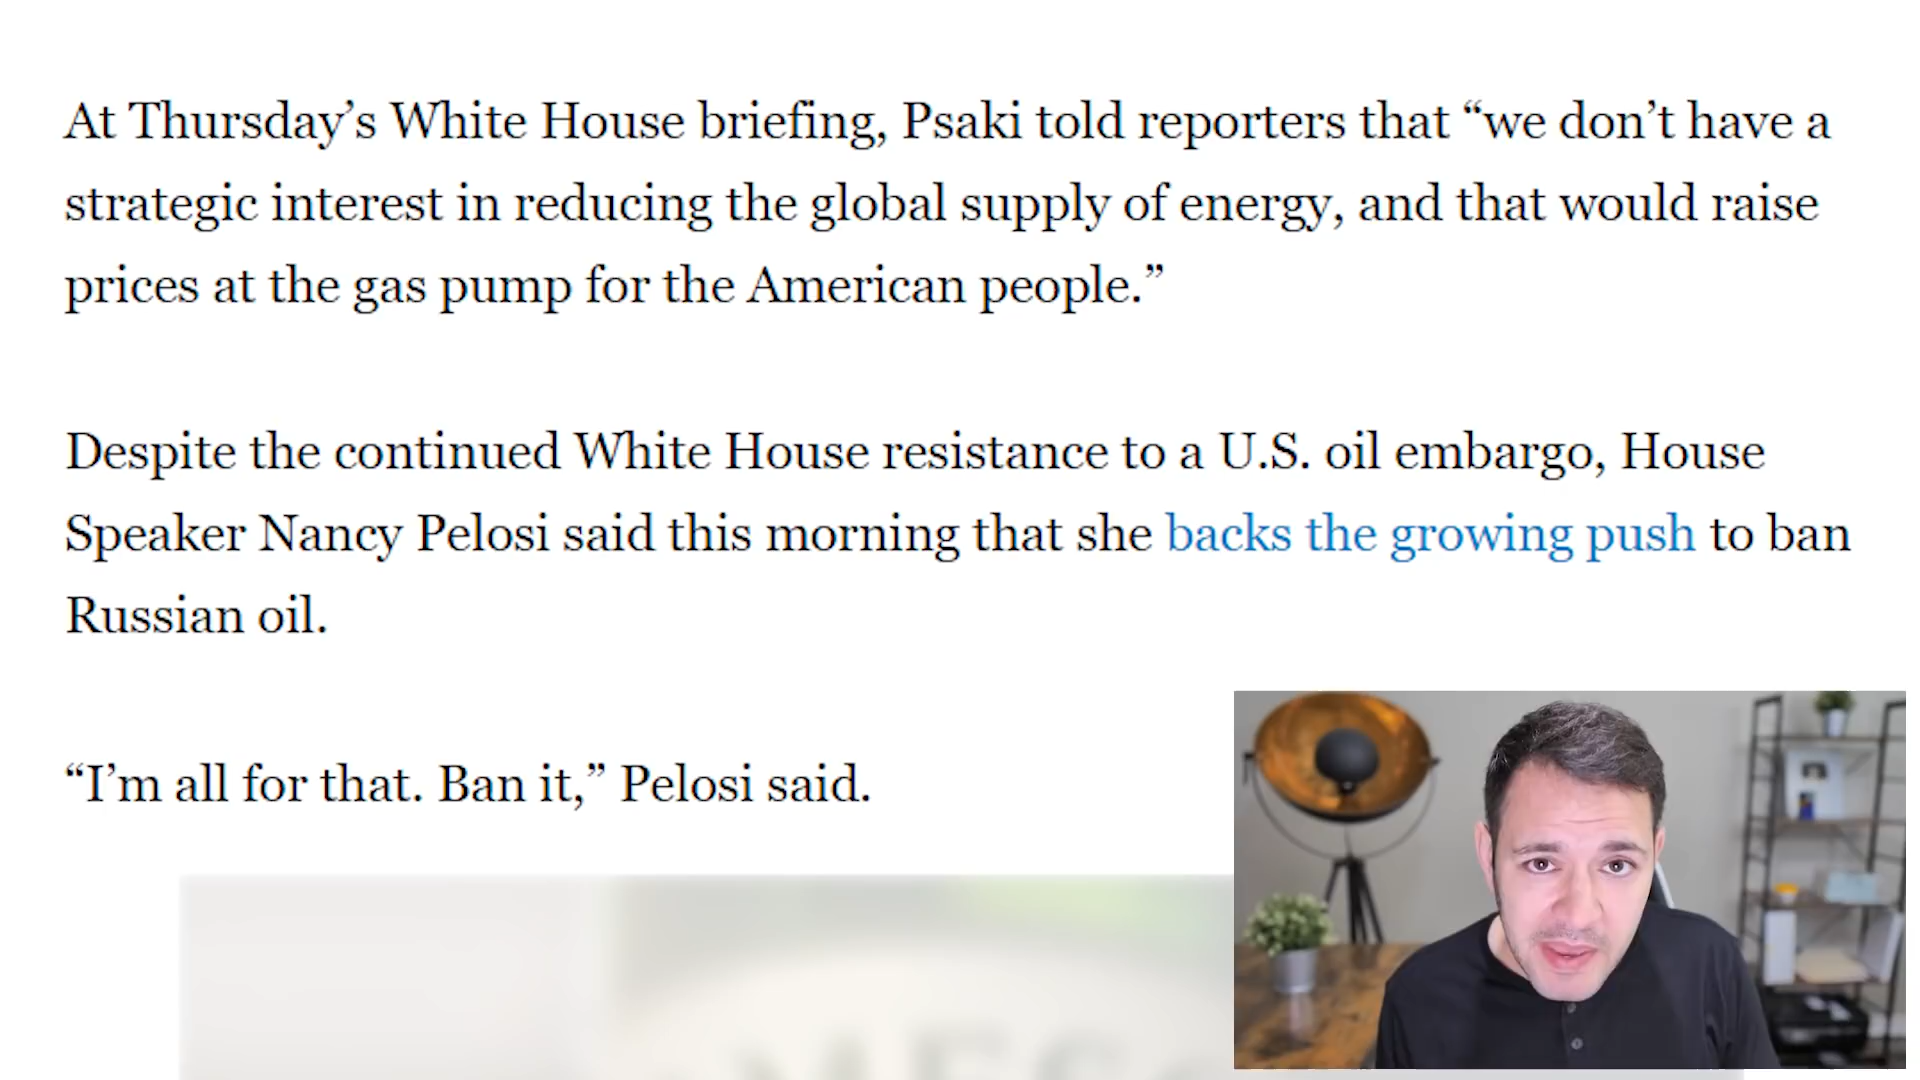 At Thursday’s White House briefing, Psaki told reporters that “we don’t have a
strategic interest in reducing the global supply of energy, and that would raise
prices at the gas pump for the American people.”
Despite the continued White House resistance to a U.S. oil embargo, House
Speaker Nancy Pelosi said this morning that she backs the growing push to ban
Russian oil.
“I’m all for that. Ban it,” Pelosi said.